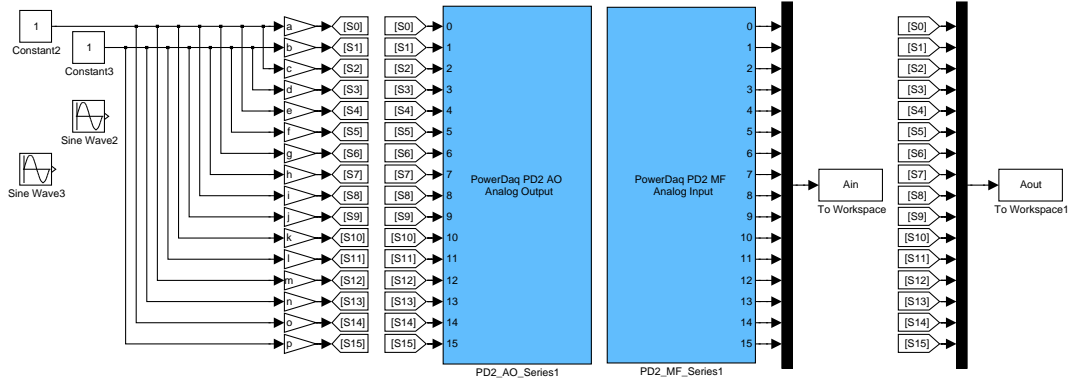 1
Constant2
1
Constant3
Sine Wave2
Sine Wave3
a [S0] [S0] 0 0 [S0]
b [S1] [S1] 1 1 [S1]
c [S2] [S2] 2 2 [S2]
d [S3] [S3] 3 3 [S3]
e [S4] [S4] 4 4 [S4]
f [S5] [S5] 5 5 [S5]
g [S6] [S6] 6 6 [S6]
h [S7] [S7] 7 7 [S7]
i [S8] [S8] 8 8 [S8]
j [S9] [S9] 9 9 [S9]
k [S10] [S10] 10 10 [S10]
l [S11] [S11] 11 11 [S11]
m [S12] [S12] 12 12 [S12]
n [S13] [S13] 13 13 [S13]
o [S14] [S14] 14 14 [S14]
p [S15] [S15] 15 15 [S15]
PowerDaq PD2 AO
Analog Output
PD2_AO_Series1
PowerDaq PD2 MF
Analog Input
PD2_MF_Series1
Ain
To Workspace
Aout
To Workspace1